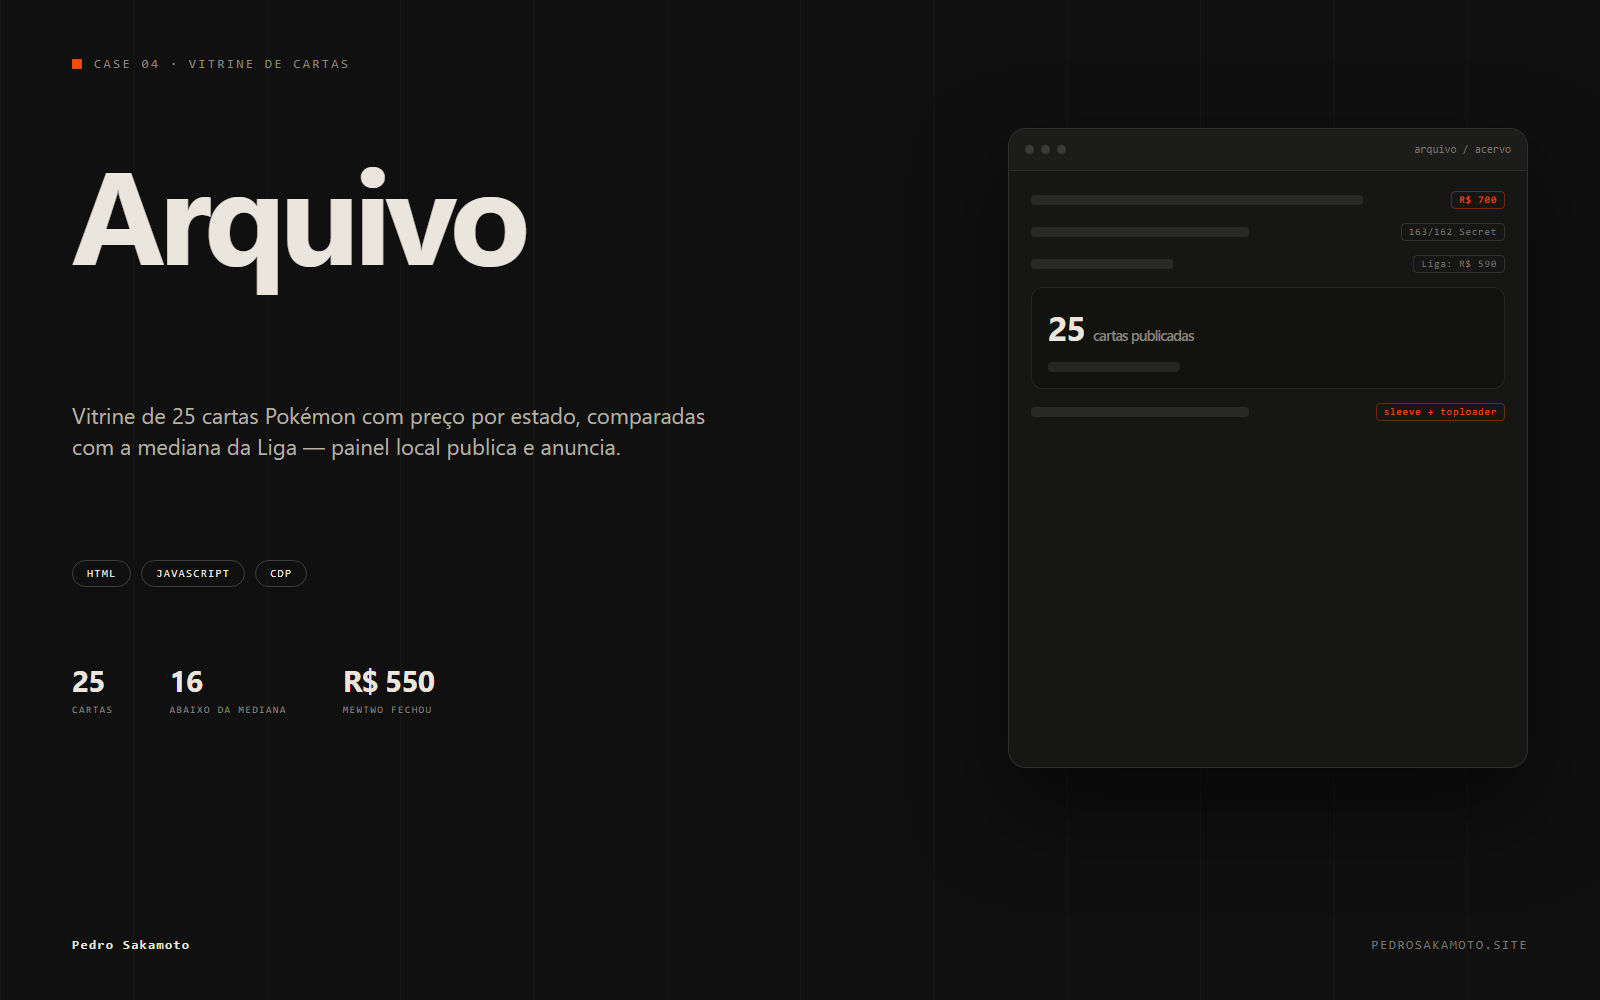 CASE 04 · VITRINE DE CARTAS
Arquivo
Vitrine de 25 cartas Pokémon com preço por estado, comparadas
com a mediana da Liga — painel local publica e anuncia.
HTML
JAVASCRIPT
CDP
25
CARTAS
16
ABAIXO DA MEDIANA
R$ 550
MEWTWO FECHOU
arquivo / acervo
R$ 700
163/162 Secret
Liga: R$ 590
25 cartas publicadas
sleeve + toploader
Pedro Sakamoto
PEDROSAKAMOTO.SITE